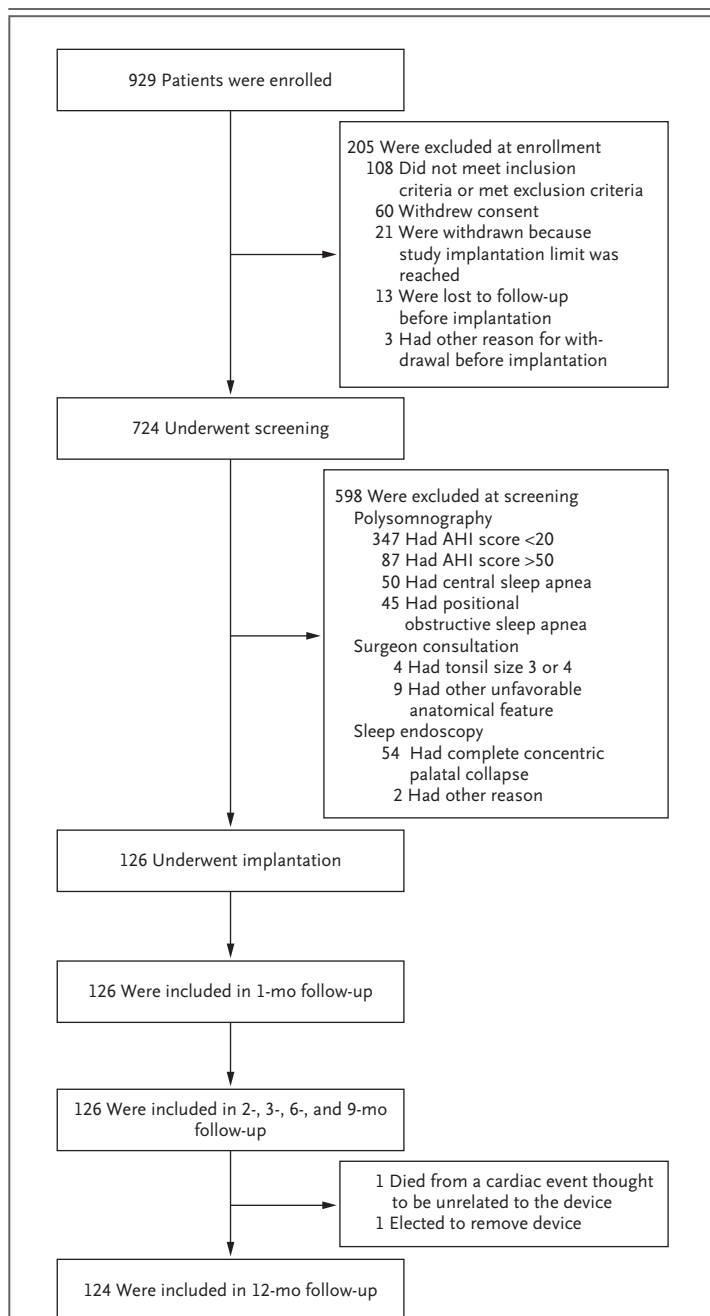 929 Patients were enrolled
205 Were excluded at enrollment
108 Did not meet inclusion
criteria or met exclusion criteria
60 Withdrew consent
21 Were withdrawn because
study implantation limit was
reached
13 Were lost to follow-up
before implantation
3 Had other reason for with-
drawal before implantation
724 Underwent screening
598 Were excluded at screening
Polysomnography
347 Had AHI score <20
87 Had AHI score >50
50 Had central sleep apnea
45 Had positional
obstructive sleep apnea
Surgeon consultation
4 Had tonsil size 3 or 4
9 Had other unfavorable
anatomical feature
Sleep endoscopy
54 Had complete concentric
palatal collapse
2 Had other reason
126 Underwent implantation
126 Were included in 1-mo follow-up
126 Were included in 2-, 3-, 6-, and 9-mo
follow-up
1 Died from a cardiac event thought
to be unrelated to the device
1 Elected to remove device
124 Were included in 12-mo follow-up